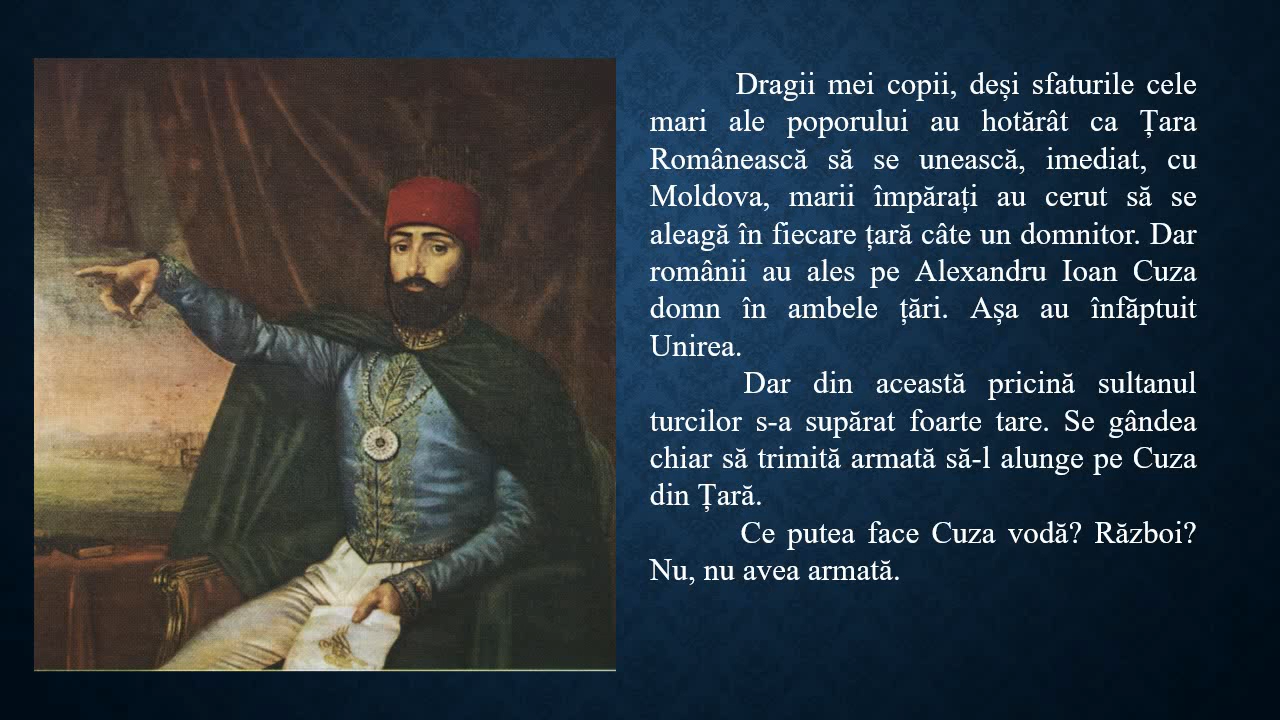 Dragii mei copii, deși sfaturile cele
mari ale poporului au hotărât ca Țara
Românească să se unească, imediat, cu
Moldova, marii împărați au cerut să se
aleagă în fiecare țară câte un domnitor. Dar
românii au ales pe Alexandru Ioan Cuza
domn în ambele țări. Așa au înfăptuit
Unirea.
Dar din această pricină sultanul
turcilor s-a supărat foarte tare. Se gândea
chiar să trimită armată să-l alunge pe Cuza
din Țară.
Ce putea face Cuza vodă? Război?
Nu, nu avea armată.